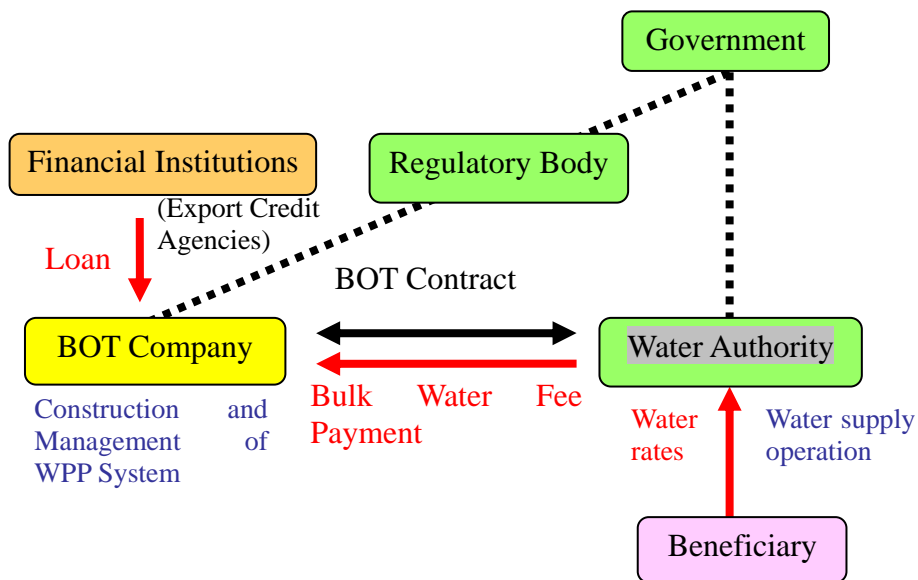 Government
Financial Institutions
Regulatory Body
(Export Credit
Agencies)
Loan
BOT Contract
BOT Company
Water Authority
Construction and
Management of
WPP System
Bulk Water Fee
Payment
Water
rates
Water supply
operation
Beneficiary